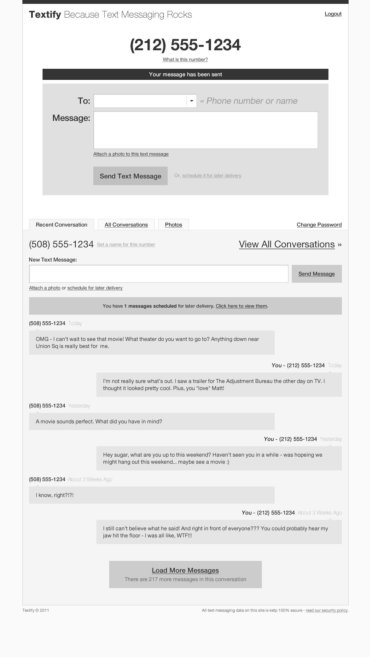 Textify Because Text Messaging Rocks
Logout
(212) 555-1234
What is this number?
Your message has been sent
To:
« Phone number or name
Message:
Attach a photo to this text message
Send Text Message
Or, schedule it for later delivery
Recent Conversation
All Conversations
Photos
Change Password
(508) 555-1234 Set a name for this number
View All Conversations »
New Text Message:
Send Message
Attach a photo or schedule for later delivery
You have 1 messages scheduled for later delivery. Click here to view them.
(508) 555-1234 Today
OMG - I can't wait to see that movie! What theater do you want to go to? Anything down near
Union Sq is really best for me.
You - (212) 555-1234 Today
I'm not really sure what's out. I saw a trailer for The Adjustment Bureau the other day on TV. I
thought it looked pretty cool. Plus, you *love* Matt!
(508) 555-1234 Yesterday
A movie sounds perfect. What did you have in mind?
You - (212) 555-1234 Yesterday
Hey sugar, what are you up to this weekend? Haven't seen you in a while - was hopeing we
might hang out this weekend... maybe see a movie :)
(508) 555-1234 About 2 Weeks Ago
I know, right?!?!
You - (212) 555-1234 About 2 Weeks Ago
I still can't believe what he said! And right in front of everyone??? You could probably hear my
jaw hit the floor - I was all like, WTF!!!
Load More Messages
There are 217 more messages in this conversation
Textify © 2011
All text messaging data on this site is kelp 100% secure - read our security policy